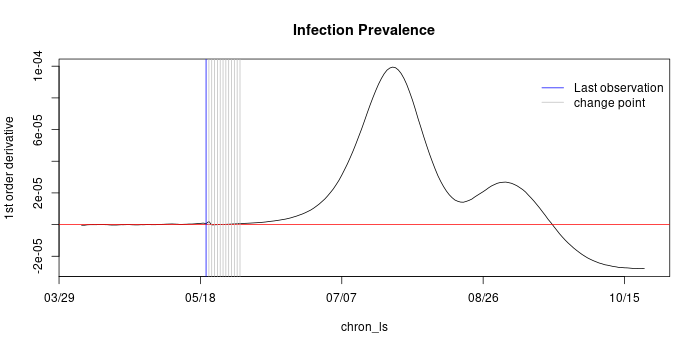 Infection Prevalence
1st order derivative
1e-04
6e-05
2e-05
-2e-05
Last observation
change point
03/29
05/18
07/07
08/26
10/15
chron_ls